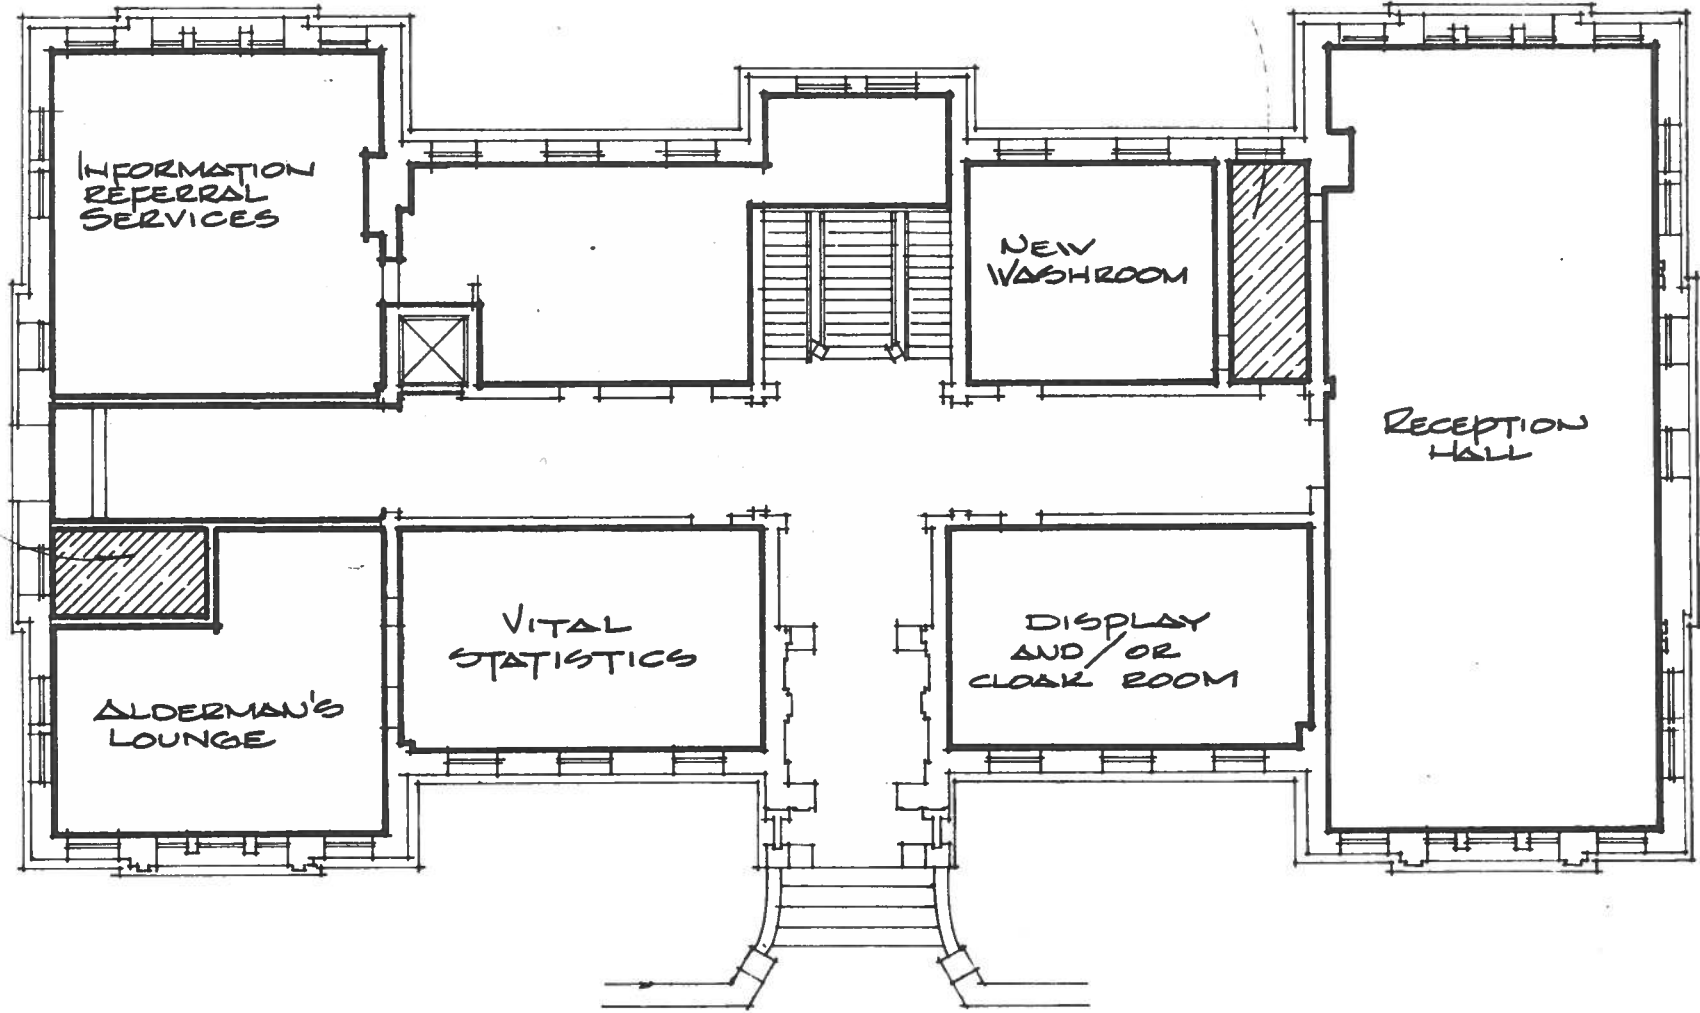 INFORMATION
REFERRAL
SERVICES
NEW
WASHROOM
RECEPTION
HALL
VITAL
STATISTICS
DISPLAY
AND/OR
CLOAK ROOM
ALDERMAN'S
LOUNGE